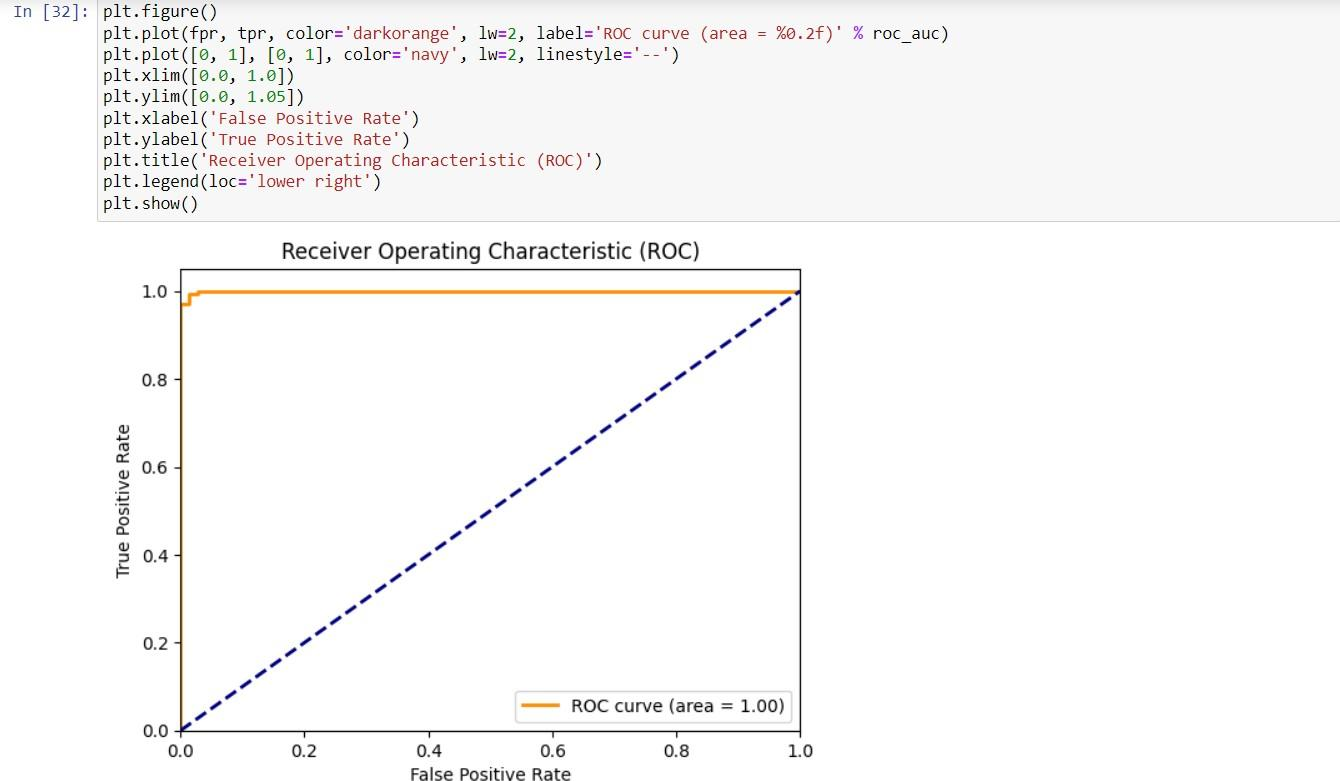 In [32]: plt.figure()
plt.plot(fpr, tpr, color='darkorange', lw=2, label='ROC curve (area = %0.2f)' % roc_auc)
plt.plot([0, 1], [0, 1], color='navy', lw=2, linestyle='--')
plt.xlim([0.0, 1.0])
plt.ylim([0.0, 1.05])
plt.xlabel('False Positive Rate')
plt.ylabel('True Positive Rate')
plt.title('Receiver Operating Characteristic (ROC)')
plt.legend(loc='lower right')
plt.show()
Receiver Operating Characteristic (ROC)
1.0
0.8
0.6
0.4
0.2
0.0
True Positive Rate
ROC curve (area = 1.00)
0.0 0.2 0.4 0.6 0.8 1.0
False Positive Rate